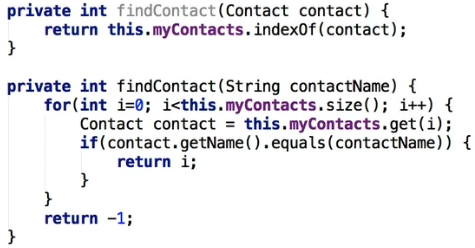 private int findContact(Contact contact) {
    return this.myContacts.indexOf(contact);
}

private int findContact(String contactName) {
    for(int i=0; i<this.myContacts.size(); i++) {
        Contact contact = this.myContacts.get(i);
        if(contact.getName().equals(contactName)) {
            return i;
        }
    }
    return -1;
}